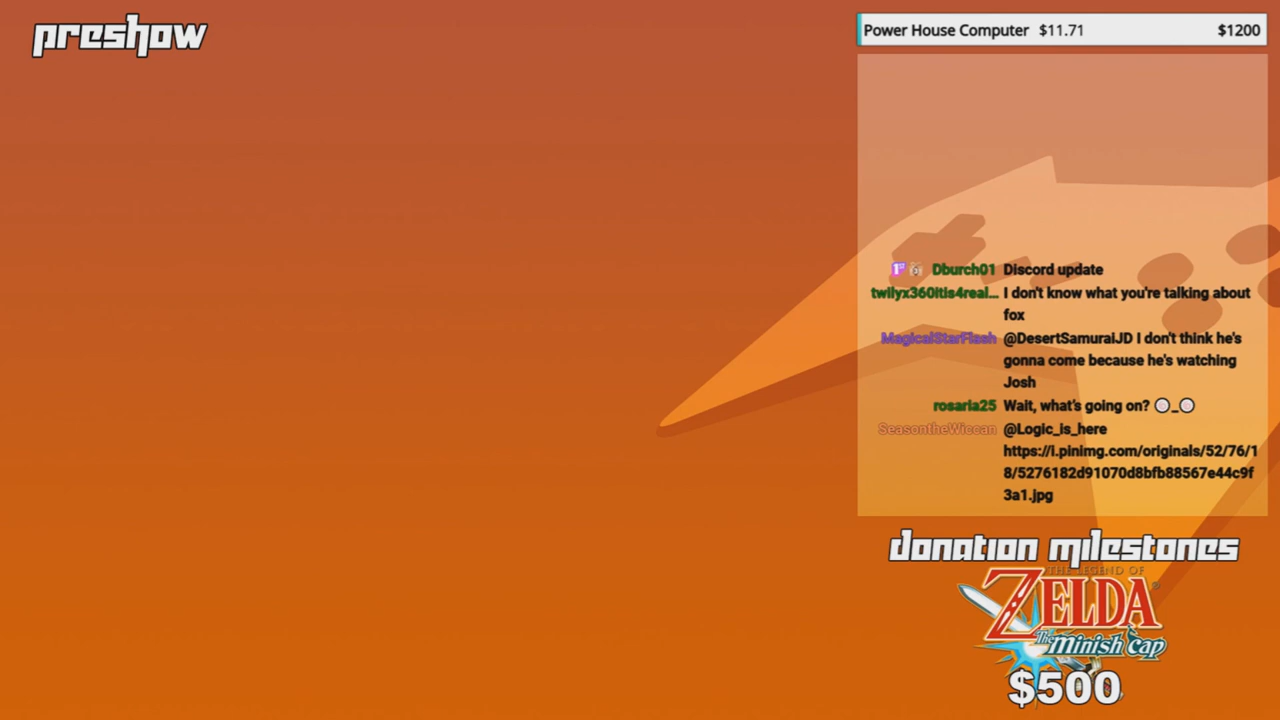 preshow
Power House Computer $11.71 $1200
Dburch01 Discord update
twilyx360itis4real... I don't know what you're talking about
fox
MagicalStarFlash @DesertSamuraiJD I don't think he's
gonna come because he's watching
Josh
rosaria25 Wait, what's going on? ⚪_⚪
SeasontheWiccan @Logic_is_here
https://i.pinimg.com/originals/52/76/1
8/5276182d91070d8bfb88567e44c9f
3a1.jpg
donation milestones
THE LEGEND OF
ZELDA®
The Minish Cap
$500